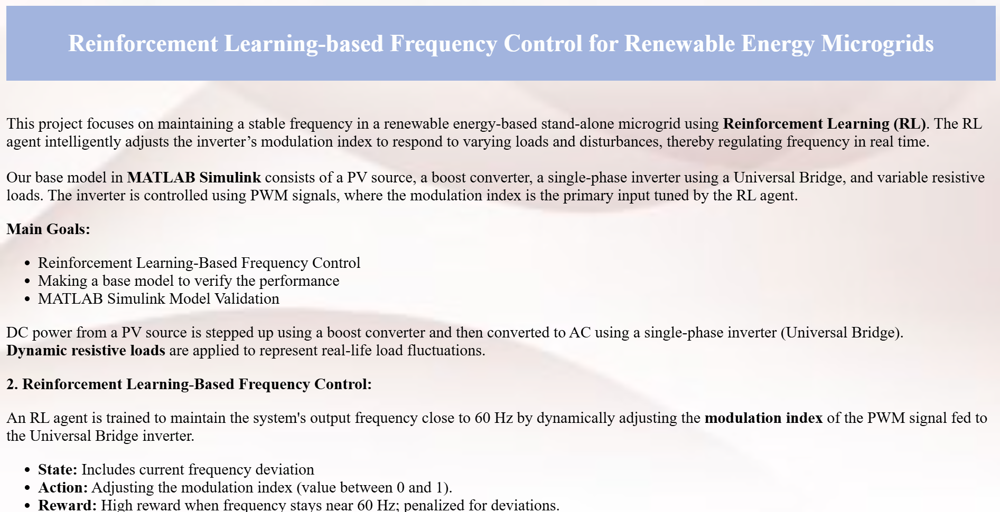 Reinforcement Learning-based Frequency Control for Renewable Energy Microgrids
This project focuses on maintaining a stable frequency in a renewable energy-based stand-alone microgrid using Reinforcement Learning (RL). The RL
agent intelligently adjusts the inverter’s modulation index to respond to varying loads and disturbances, thereby regulating frequency in real time.
Our base model in MATLAB Simulink consists of a PV source, a boost converter, a single-phase inverter using a Universal Bridge, and variable resistive
loads. The inverter is controlled using PWM signals, where the modulation index is the primary input tuned by the RL agent.
Main Goals:
• Reinforcement Learning-Based Frequency Control
• Making a base model to verify the performance
• MATLAB Simulink Model Validation
DC power from a PV source is stepped up using a boost converter and then converted to AC using a single-phase inverter (Universal Bridge).
Dynamic resistive loads are applied to represent real-life load fluctuations.
2. Reinforcement Learning-Based Frequency Control:
An RL agent is trained to maintain the system's output frequency close to 60 Hz by dynamically adjusting the modulation index of the PWM signal fed to
the Universal Bridge inverter.
• State: Includes current frequency deviation
• Action: Adjusting the modulation index (value between 0 and 1).
• Reward: High reward when frequency stays near 60 Hz; penalized for deviations.